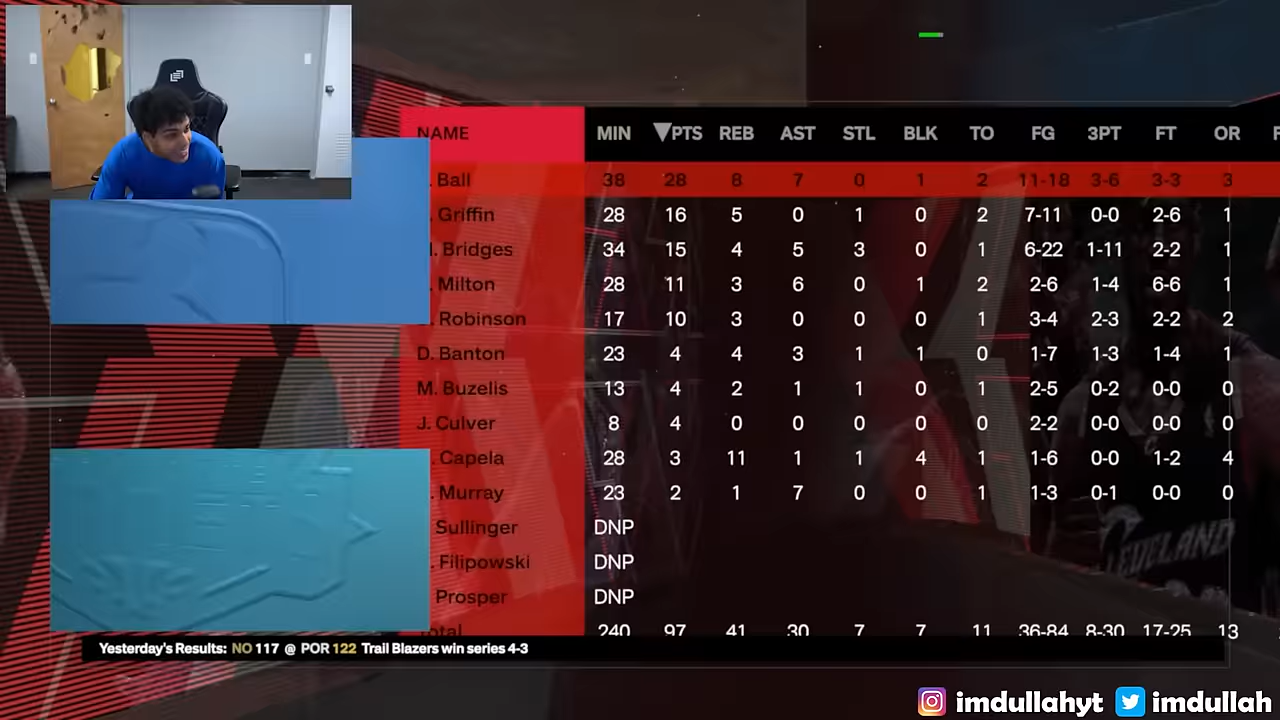 NAME MIN ▼PTS REB AST STL BLK TO FG 3PT FT OR
. Ball 38 28 8 7 0 1 2 11-18 3-6 3-3 3
. Griffin 28 16 5 0 1 0 2 7-11 0-0 2-6 1
. Bridges 34 15 4 5 3 0 1 6-22 1-11 2-2 1
. Milton 28 11 3 6 0 1 2 2-6 1-4 6-6 1
. Robinson 17 10 3 0 0 0 1 3-4 2-3 2-2 2
D. Banton 23 4 4 3 1 1 0 1-7 1-3 1-4 1
M. Buzelis 13 4 2 1 1 0 1 2-5 0-2 0-0 0
J. Culver 8 4 0 0 0 0 0 2-2 0-0 0-0 0
. Capela 28 3 11 1 1 4 1 1-6 0-0 1-2 4
. Murray 23 2 1 7 0 0 1 1-3 0-1 0-0 0
Sullinger DNP
. Filipowski DNP
Prosper DNP
Total 240 97 41 30 7 7 11 36-84 8-30 17-25 13
CLEVELAND
Yesterday's Results: NO 117 @ POR 122 Trail Blazers win series 4-3
imdullahyt imdullah